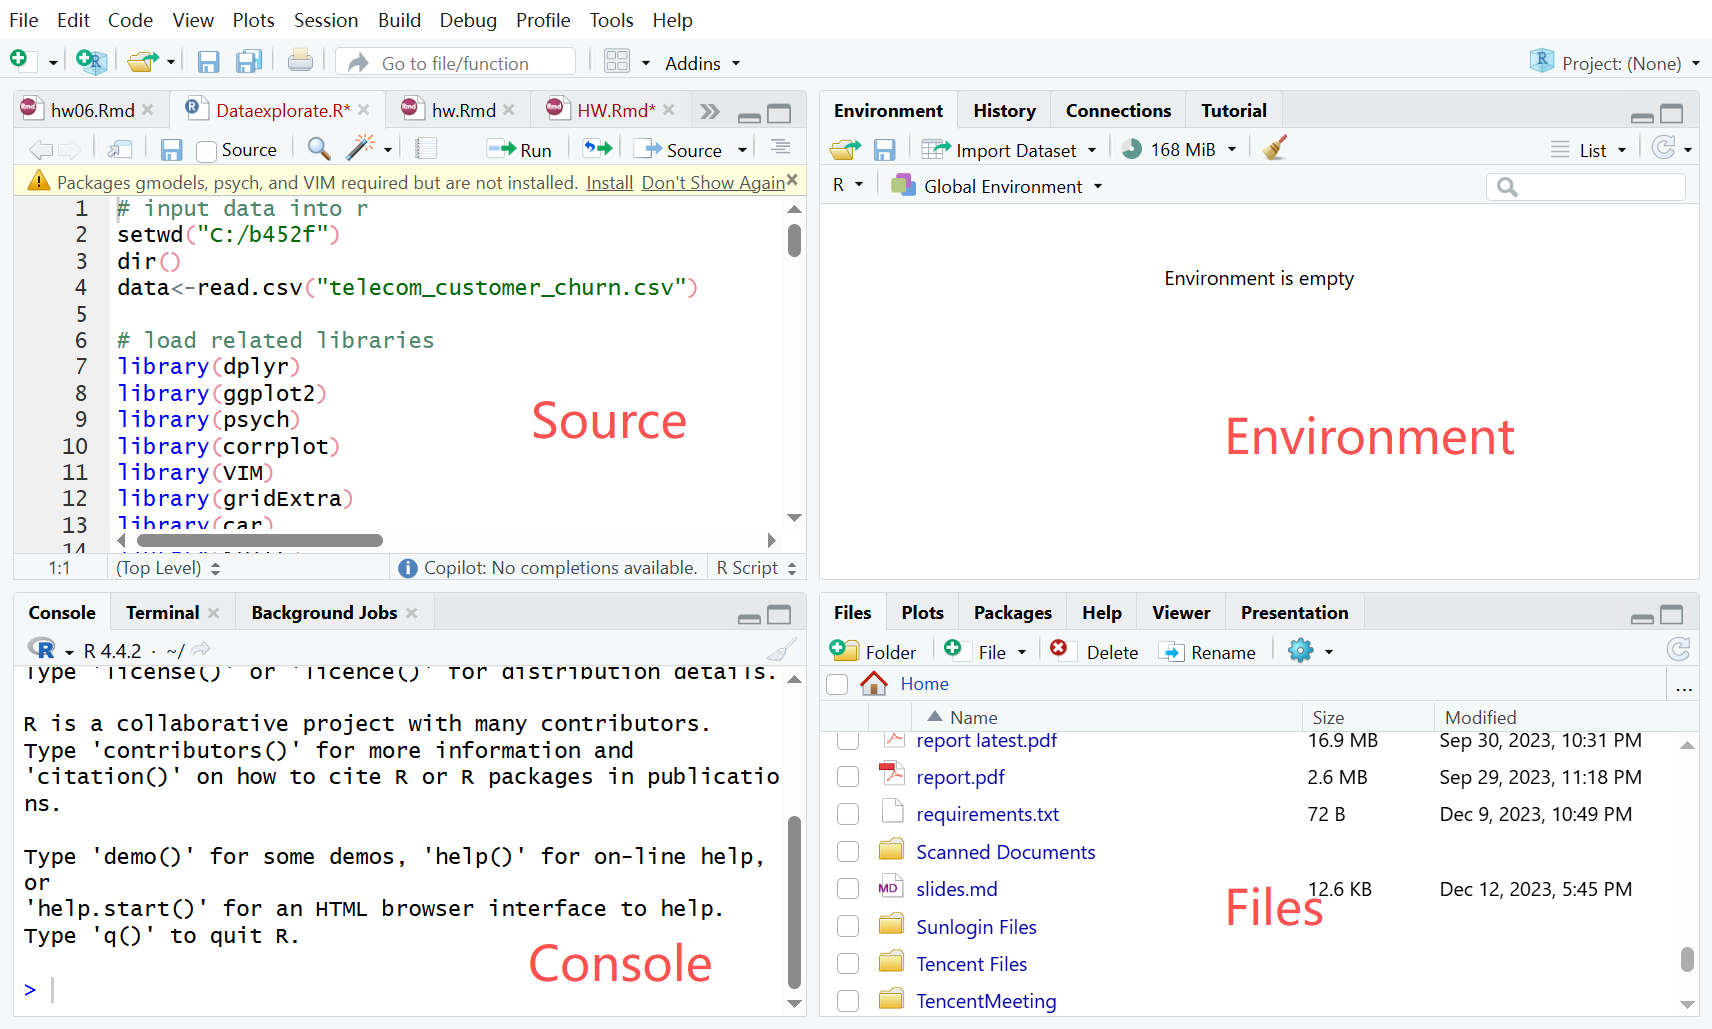 File Edit Code View Plots Session Build Debug Profile Tools Help
Go to file/function Addins Project: (None)
hw06.Rmd Dataexplorate.R* hw.Rmd HW.Rmd*
Source Run Source
Packages gmodels, psych, and VIM required but are not installed. Install Don't Show Again
1 # input data into r
2 setwd("C:/b452f")
3 dir()
4 data<-read.csv("telecom_customer_churn.csv")
5
6 # load related libraries
7 library(dplyr)
8 library(ggplot2)
9 library(psych)
10 library(corrplot)
11 library(VIM)
12 library(gridExtra)
13 library(car)
14
Source
1:1 (Top Level) Copilot: No completions available. R Script
Environment History Connections Tutorial
Import Dataset 168 MiB List
R Global Environment
Environment is empty
Environment
Console Terminal Background Jobs
R 4.4.2 · ~/
Type 'license()' or 'licence()' for distribution details.
R is a collaborative project with many contributors.
Type 'contributors()' for more information and
'citation()' on how to cite R or R packages in publicatio
ns.
Type 'demo()' for some demos, 'help()' for on-line help,
or
'help.start()' for an HTML browser interface to help.
Type 'q()' to quit R.
>
Console
Files Plots Packages Help Viewer Presentation
Folder File Delete Rename
Home ...
Name Size Modified
report latest.pdf 16.9 MB Sep 30, 2023, 10:31 PM
report.pdf 2.6 MB Sep 29, 2023, 11:18 PM
requirements.txt 72 B Dec 9, 2023, 10:49 PM
Scanned Documents
slides.md 12.6 KB Dec 12, 2023, 5:45 PM
Files
Sunlogin Files
Tencent Files
TencentMeeting